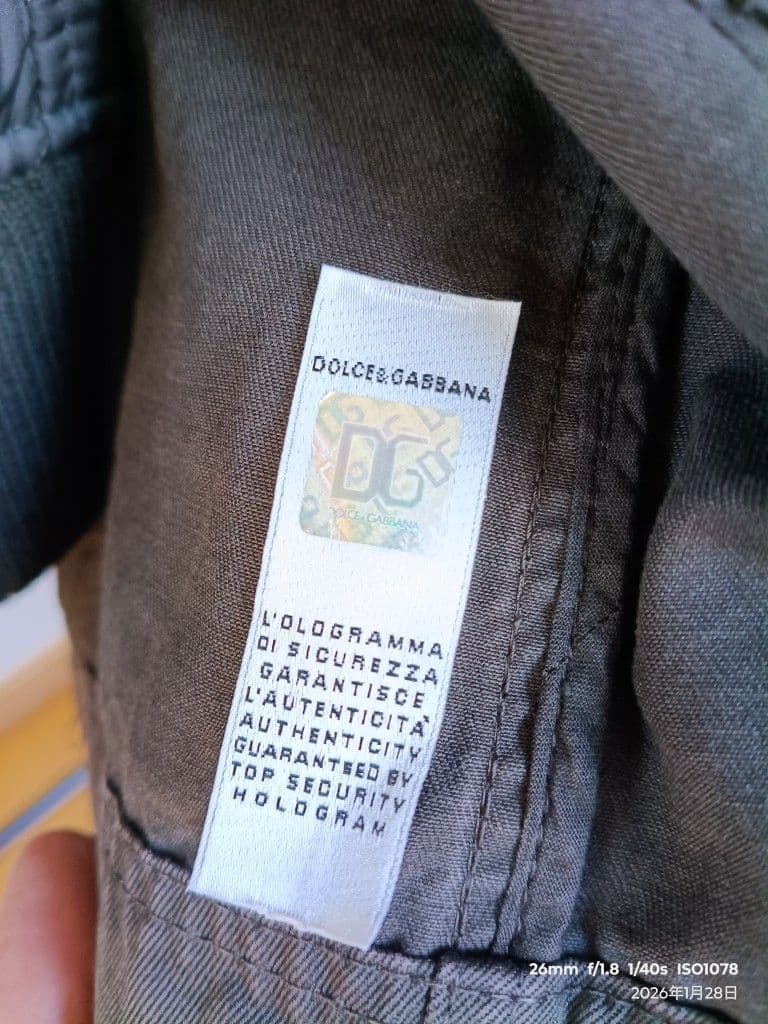 DOLCE&GABBANA
DG
DOLCE & GABBANA
L'OLOGRAMMA
DI SICUREZZA
GARANTISCE
L'AUTENTICITÀ
AUTHENTICITY
GUARANTEED BY
TOP SECURITY
HOLOGRAM
26mm f/1.8 1/40s ISO1078
2026年1月28日